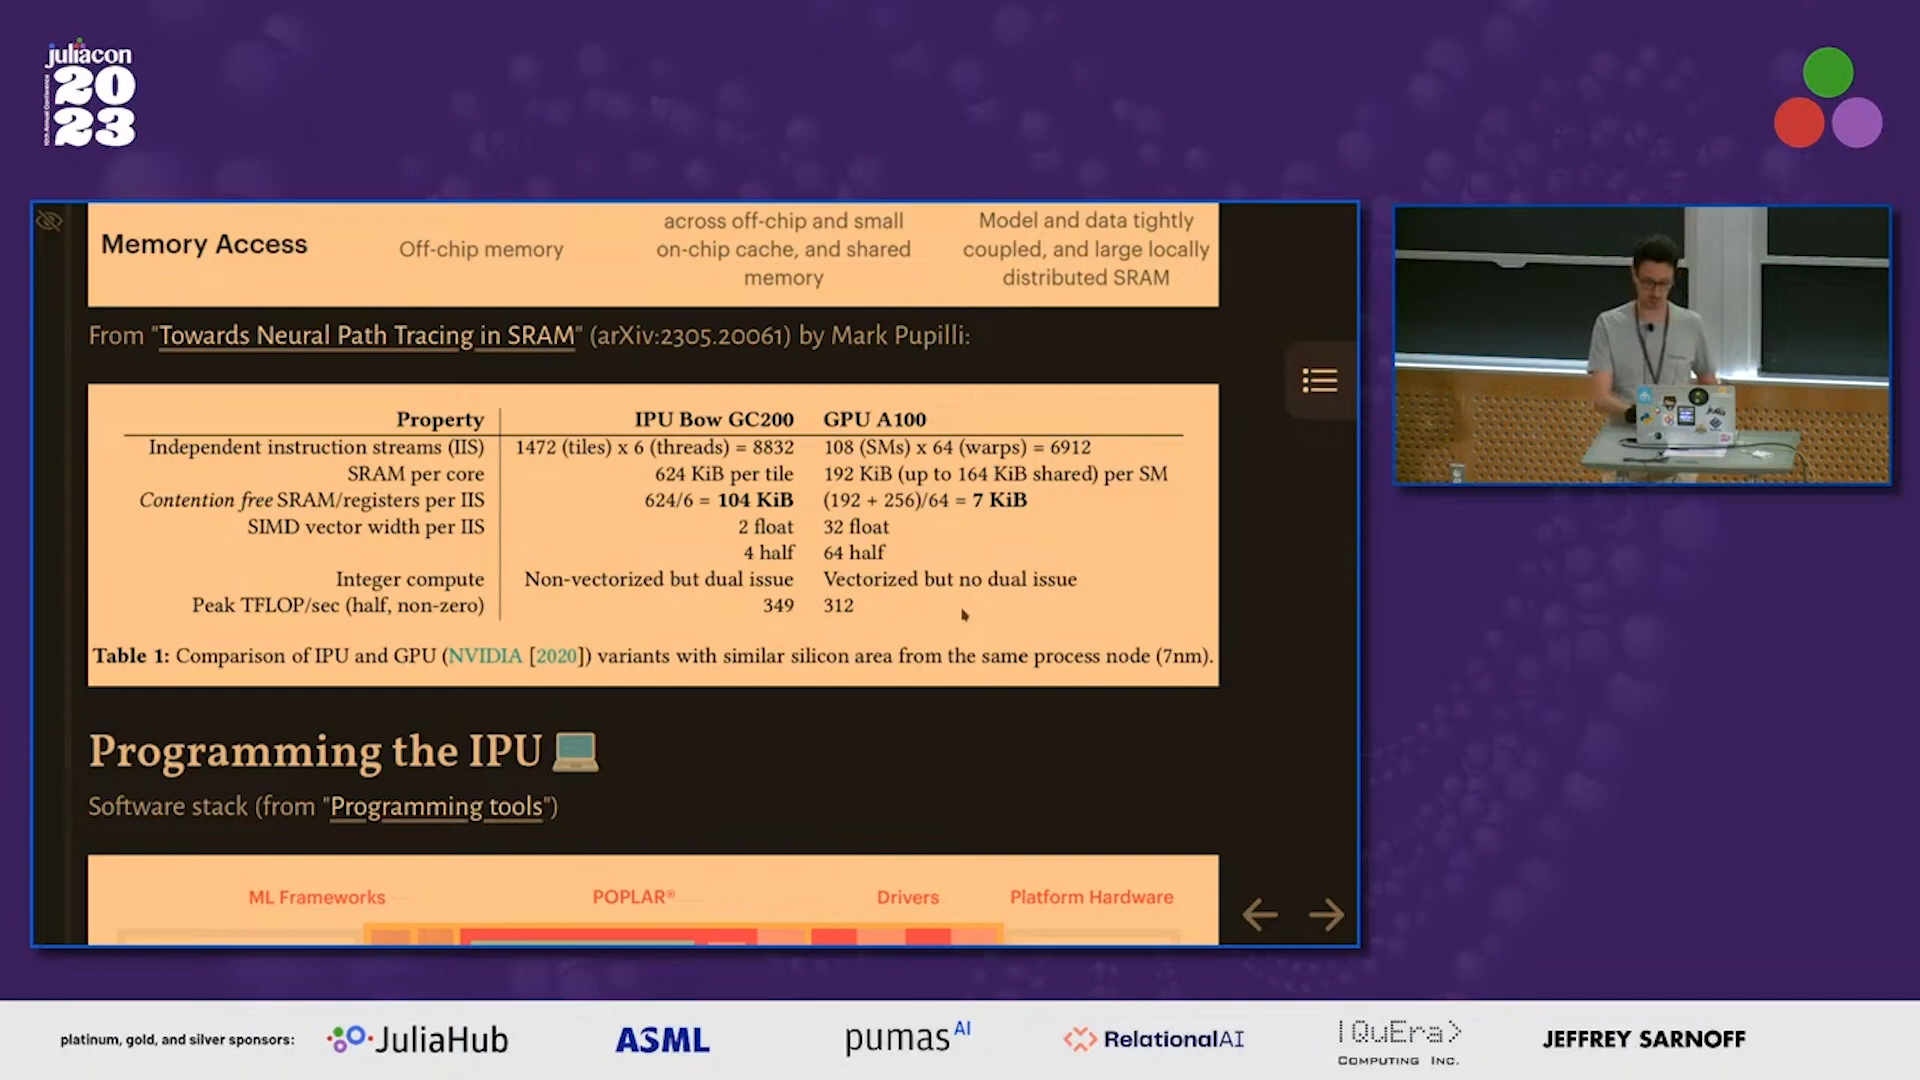 juliacon
20
23
10th Annual Conference
Memory Access
Off-chip memory
across off-chip and small
on-chip cache, and shared
memory
Model and data tightly
coupled, and large locally
distributed SRAM
From "Towards Neural Path Tracing in SRAM" (arXiv:2305.20061) by Mark Pupilli:
Property IPU Bow GC200 GPU A100
Independent instruction streams (IIS) 1472 (tiles) x 6 (threads) = 8832 108 (SMs) x 64 (warps) = 6912
SRAM per core 624 KiB per tile 192 KiB (up to 164 KiB shared) per SM
Contention free SRAM/registers per IIS 624/6 = 104 KiB (192 + 256)/64 = 7 KiB
SIMD vector width per IIS 2 float 32 float
4 half 64 half
Integer compute Non-vectorized but dual issue Vectorized but no dual issue
Peak TFLOP/sec (half, non-zero) 349 312
Table 1: Comparison of IPU and GPU (NVIDIA [2020]) variants with similar silicon area from the same process node (7nm).
Programming the IPU
Software stack (from "Programming tools")
ML Frameworks POPLAR® Drivers Platform Hardware
platinum, gold, and silver sponsors: JuliaHub ASML pumasAI RelationalAI |QuEra> COMPUTING INC. JEFFREY SARNOFF